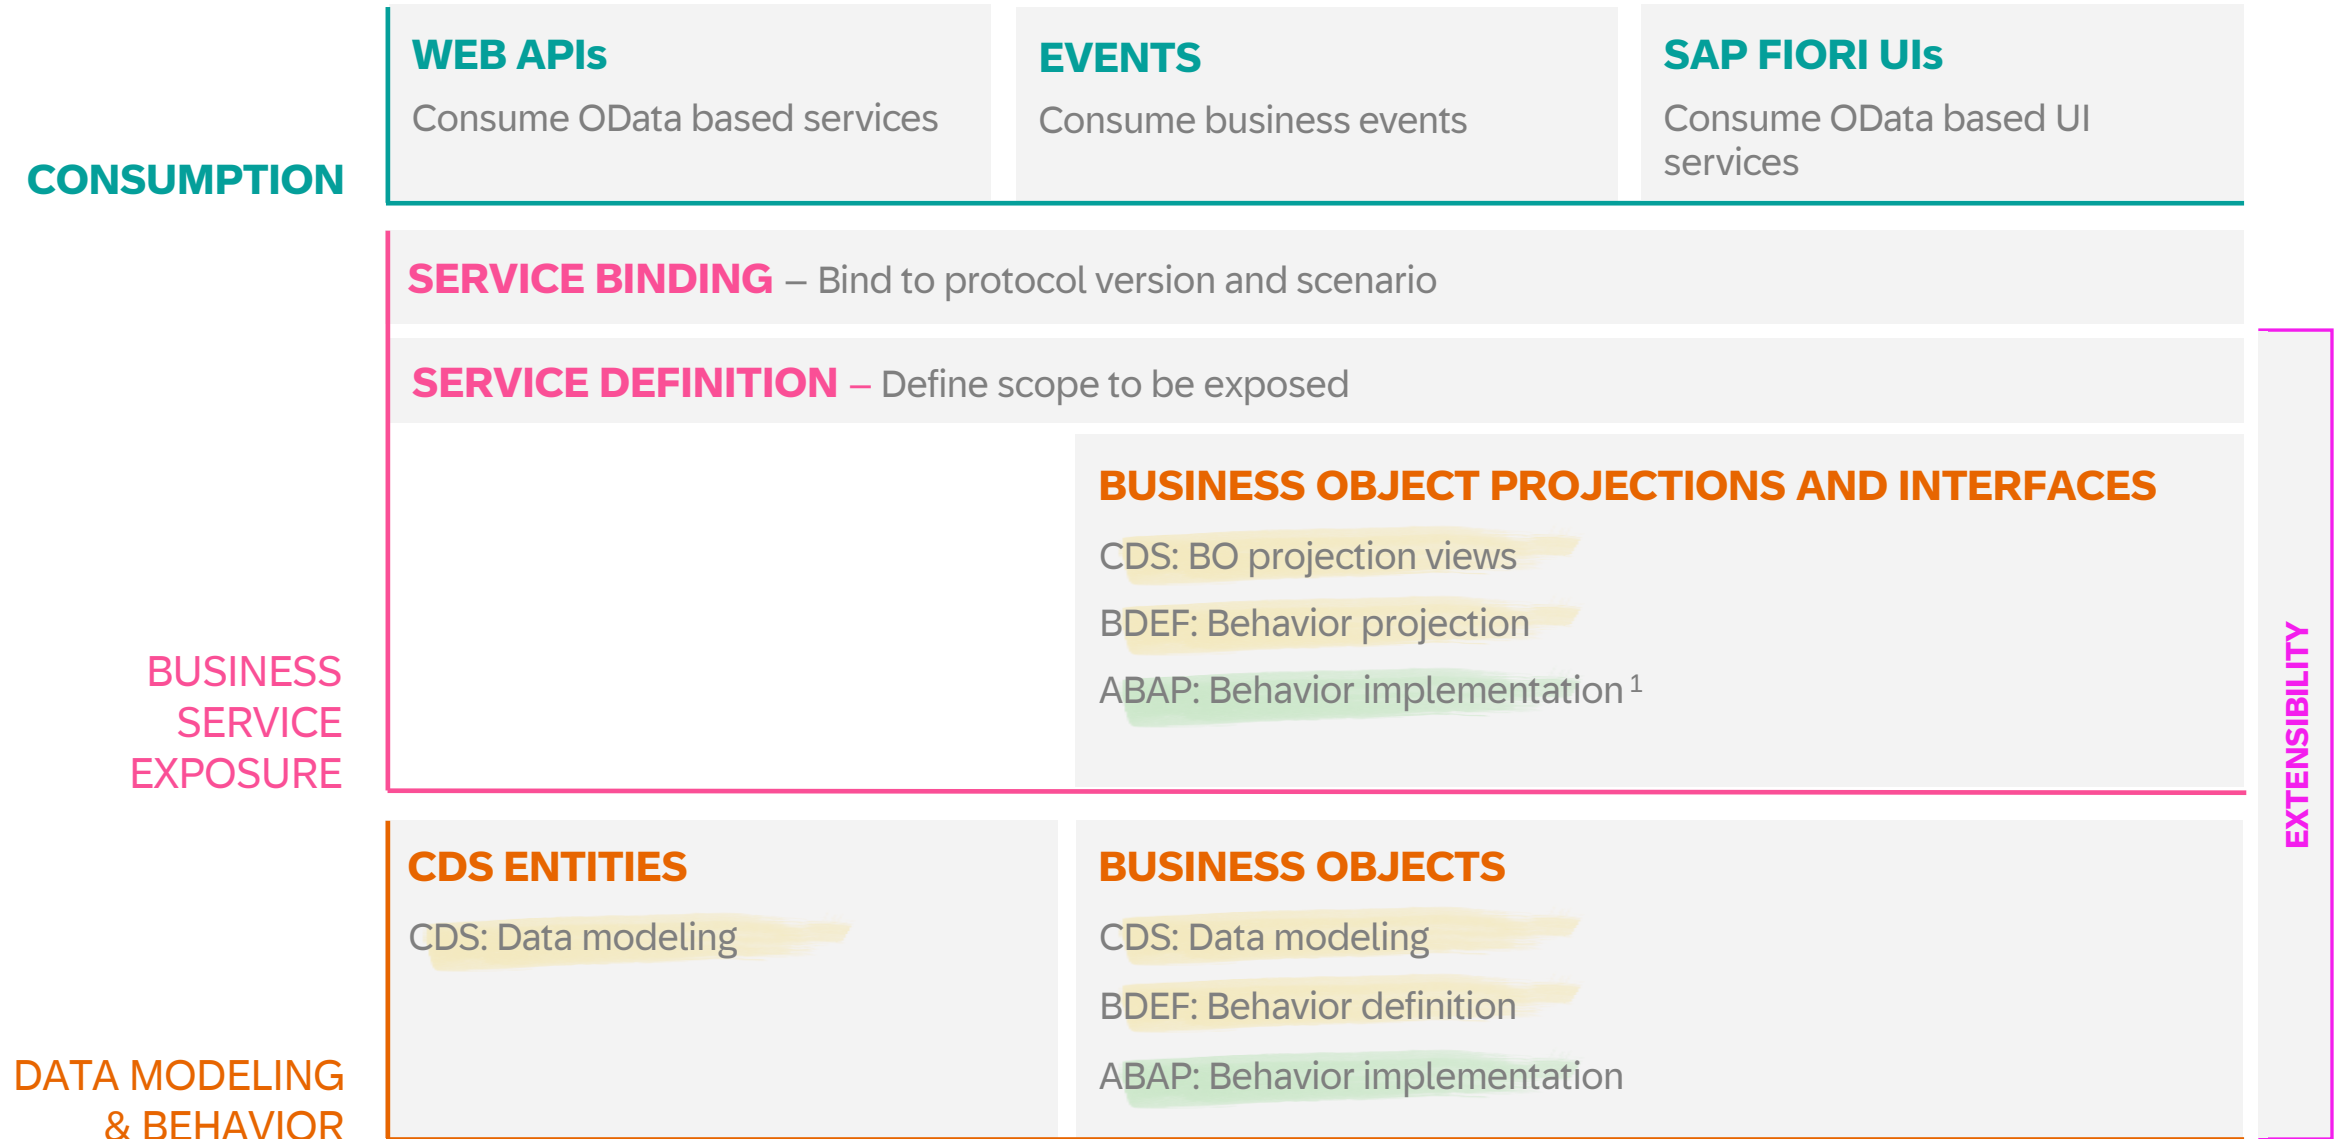 WEB APIs
Consume OData based services
EVENTS
Consume business events
SAP FIORI UIs
Consume OData based UI
services
CONSUMPTION
SERVICE BINDING – Bind to protocol version and scenario
SERVICE DEFINITION – Define scope to be exposed
BUSINESS OBJECT PROJECTIONS AND INTERFACES
CDS: BO projection views
BDEF: Behavior projection
ABAP: Behavior implementation 1
BUSINESS
SERVICE
EXPOSURE
EXTENSIBILITY
CDS ENTITIES
CDS: Data modeling
BUSINESS OBJECTS
CDS: Data modeling
BDEF: Behavior definition
ABAP: Behavior implementation
DATA MODELING
& BEHAVIOR